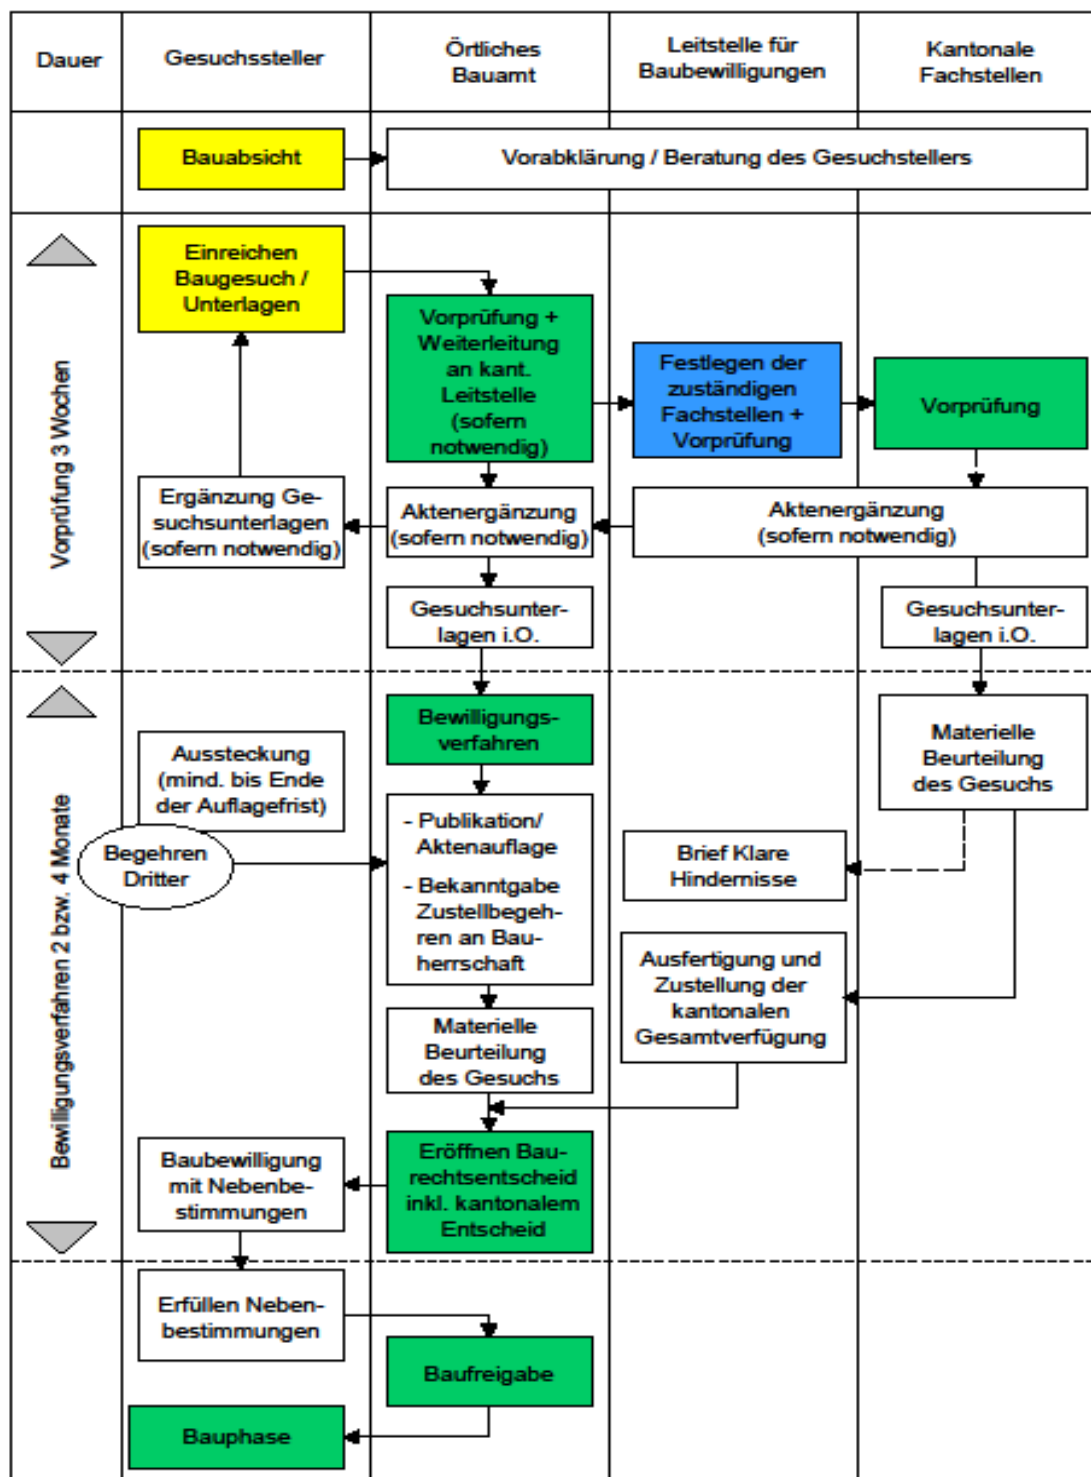 Dauer
Gesuchssteller
Örtliches
Bauamt
Leitstelle für
Baubewilligungen
Kantonale
Fachstellen
Bauabsicht
Vorabklärung / Beratung des Gesuchstellers
Vorprüfung 3 Wochen
Einreichen
Baugesuch /
Unterlagen
Vorprüfung +
Weiterleitung
an kant.
Leitstelle
(sofern
notwendig)
Festlegen der
zuständigen
Fachstellen +
Vorprüfung
Vorprüfung
Ergänzung Ge-
suchsunterlagen
(sofern notwendig)
Aktenergänzung
(sofern notwendig)
Aktenergänzung
(sofern notwendig)
Gesuchsunter-
lagen i.O.
Gesuchsunter-
lagen i.O.
Bewilligungsverfahren 2 bzw. 4 Monate
Bewilligungs-
verfahren
Aussteckung
(mind. bis Ende
der Auflagefrist)
Materielle
Beurteilung
des Gesuchs
Begehren
Dritter
- Publikation/
Aktenauflage
- Bekanntgabe
Zustellbegeh-
ren an Bau-
herrschaft
Brief Klare
Hindernisse
Ausfertigung und
Zustellung der
kantonalen
Gesamtverfügung
Materielle
Beurteilung
des Gesuchs
Baubewilligung
mit Nebenbe-
stimmungen
Eröffnen Bau-
rechtsentscheid
inkl. kantonalem
Entscheid
Erfüllen Neben-
bestimmungen
Baufreigabe
Bauphase